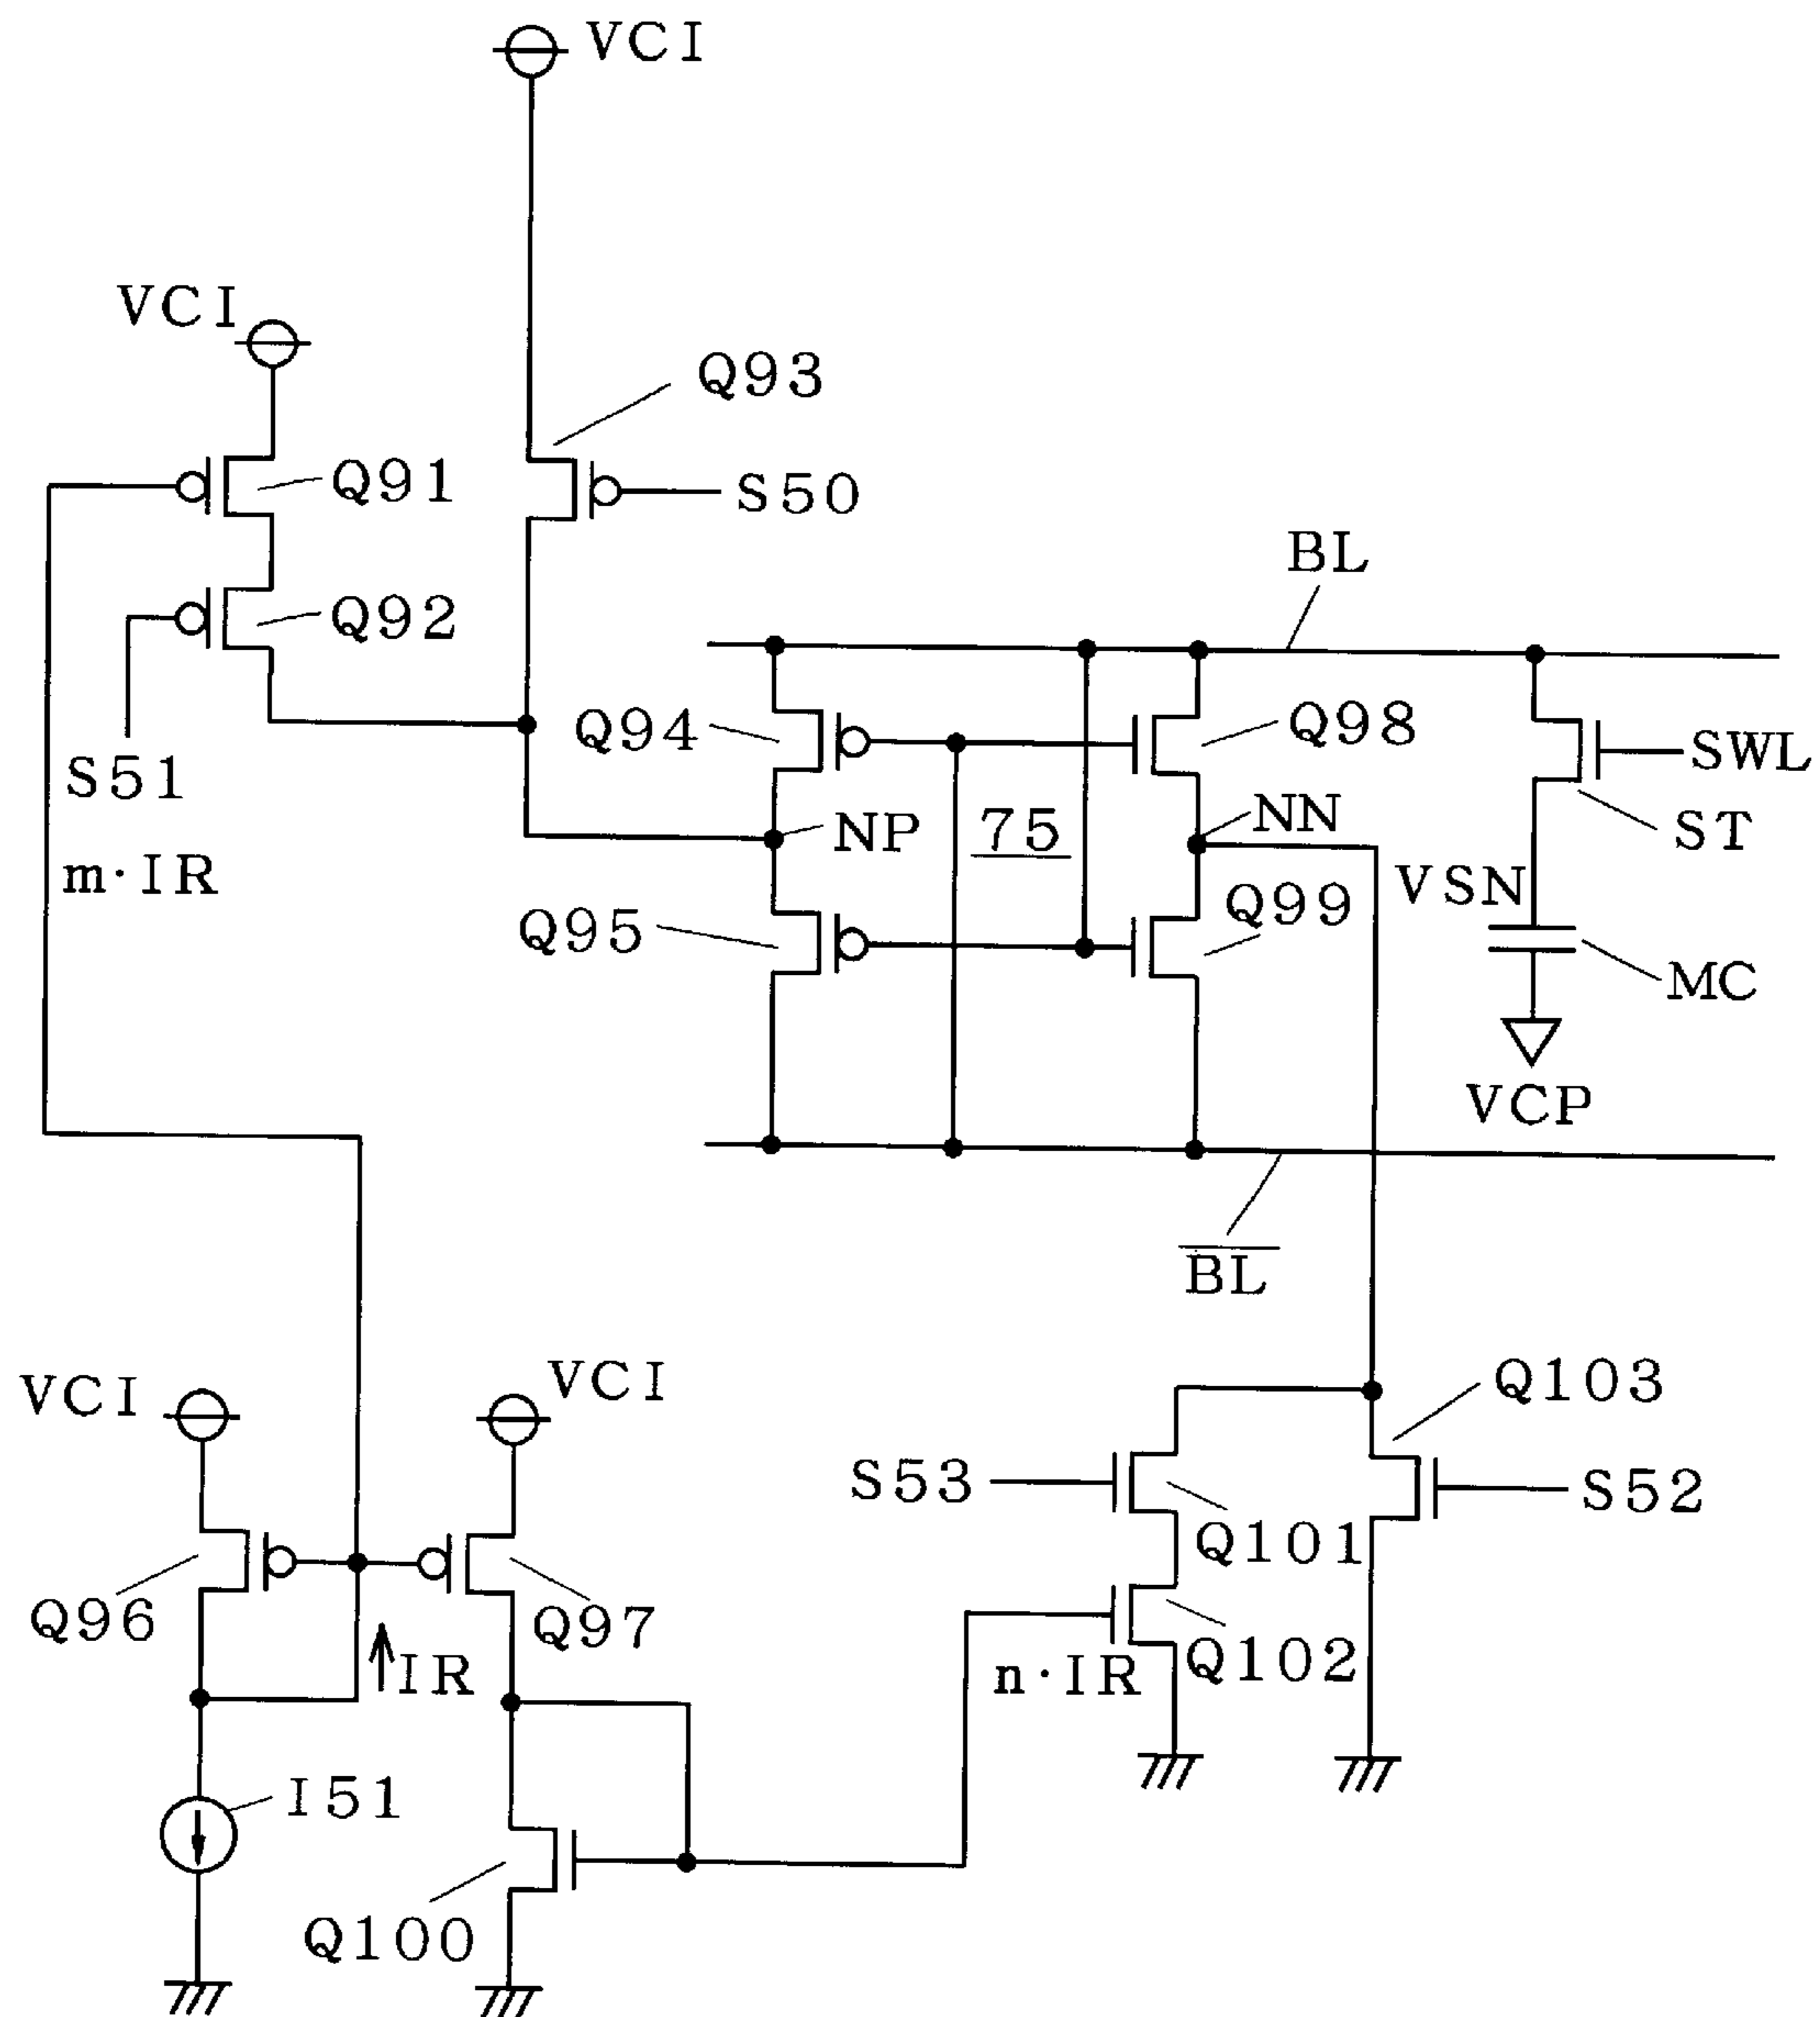 VCI
VCI
Q93
Q91
S50
BL
Q92
Q94
Q98
SWL
S51
NP
75
NN
ST
m·IR
VSN
Q95
Q99
MC
VCP
BL
VCI
VCI
Q103
S53
S52
Q101
Q96
Q97
IR
n·IR
Q102
I51
Q100